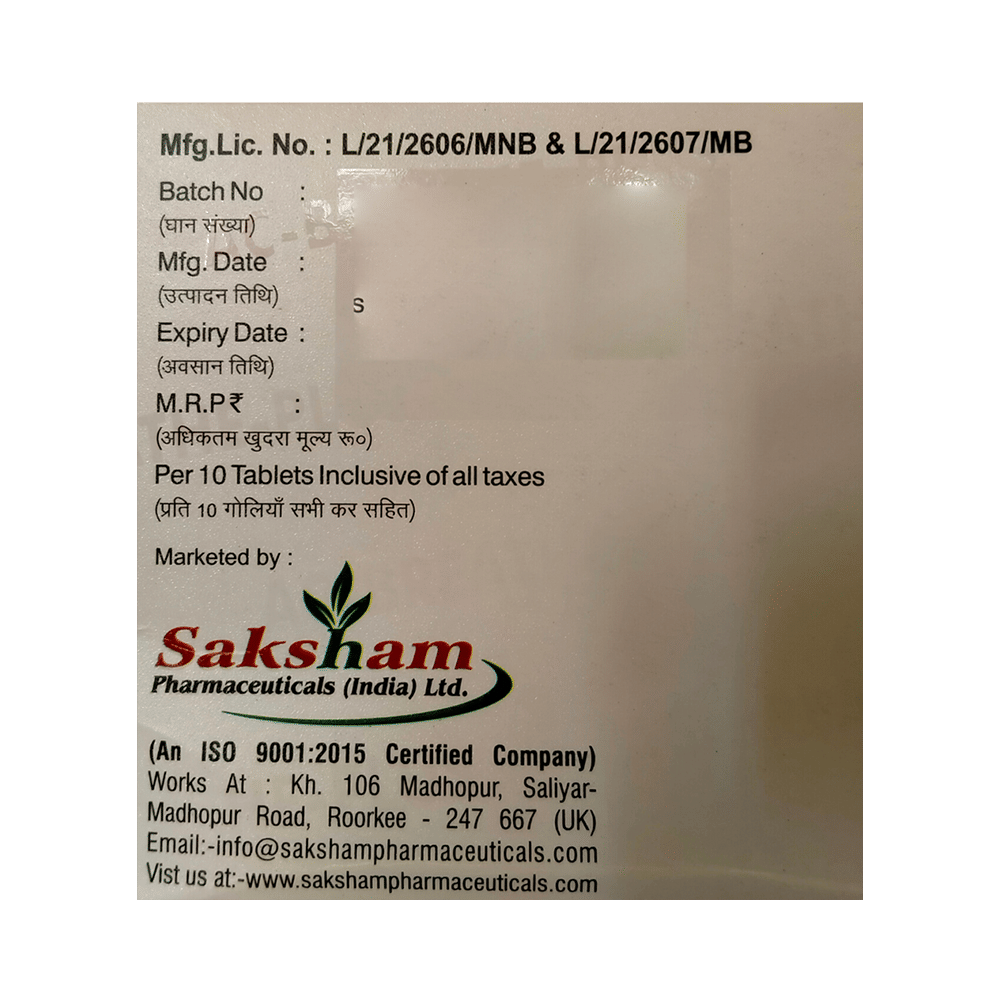 Mfg.Lic. No. : L/21/2606/MNB & L/21/2607/MB
Batch No :
(घान संख्या)
Mfg. Date :
(उत्पादन तिथि)
s
Expiry Date :
(अवसान तिथि)
M.R.P₹ :
(अधिकतम खुदरा मूल्य रू०)
Per 10 Tablets Inclusive of all taxes
(प्रति 10 गोलियाँ सभी कर सहित)
Marketed by :
Saksham
Pharmaceuticals (India) Ltd.
(An ISO 9001:2015 Certified Company)
Works At : Kh. 106 Madhopur, Saliyar-
Madhopur Road, Roorkee - 247 667 (UK)
Email:-info@sakshampharmaceuticals.com
Vist us at:-www.sakshampharmaceuticals.com